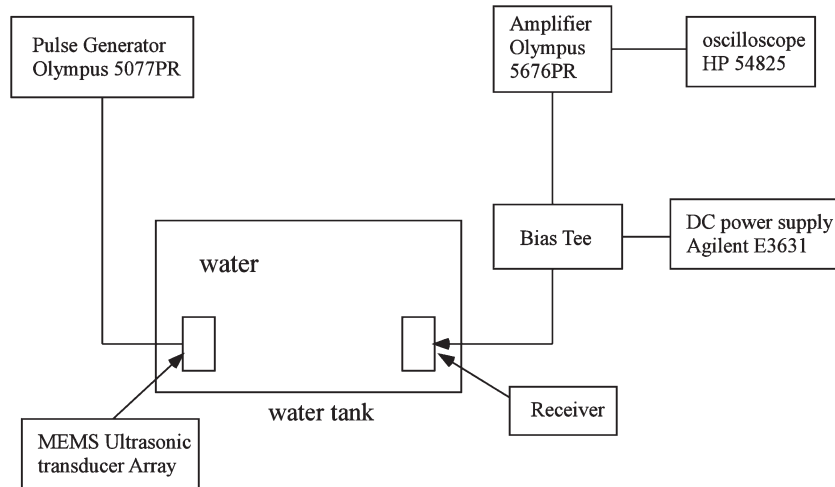 Pulse Generator
Olympus 5077PR
Amplifier
Olympus
5676PR
oscilloscope
HP 54825
Bias Tee
DC power supply
Agilent E3631
water
water tank
Receiver
MEMS Ultrasonic
transducer Array